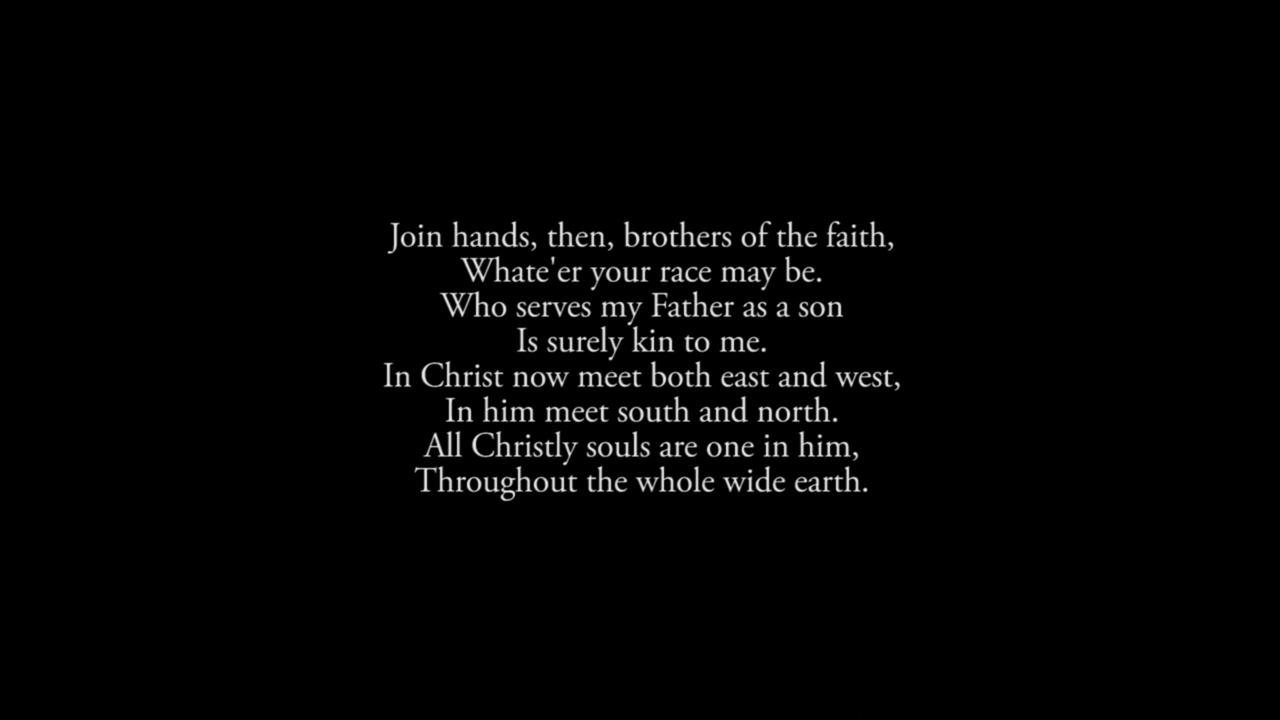 Join hands, then, brothers of the faith,
Whate'er your race may be.
Who serves my Father as a son
Is surely kin to me.
In Christ now meet both east and west,
In him meet south and north.
All Christly souls are one in him,
Throughout the whole wide earth.